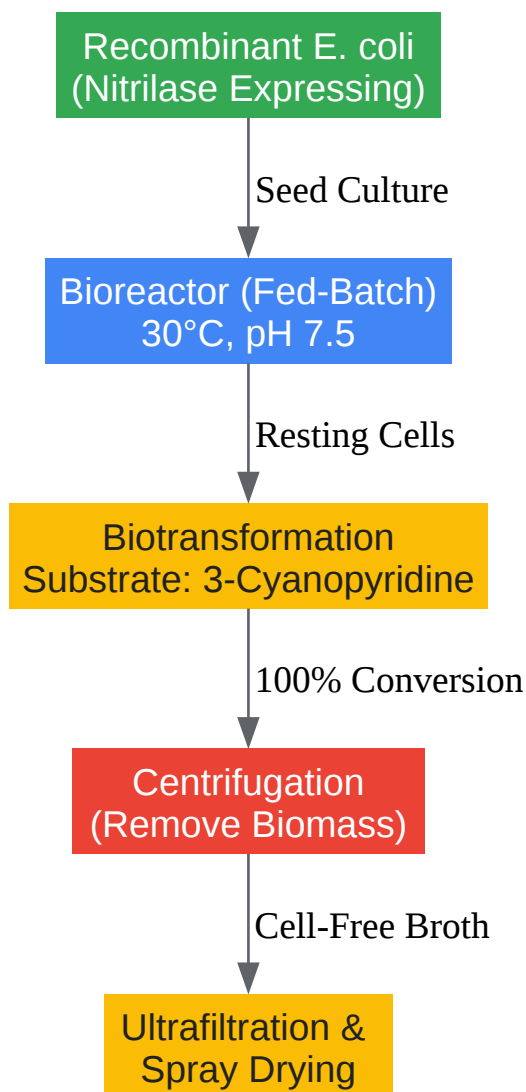 Recombinant E. coli
(Nitrilase Expressing)
Seed Culture
Bioreactor (Fed-Batch)
30°C, pH 7.5
Resting Cells
Biotransformation
Substrate: 3-Cyanopyridine
100% Conversion
Centrifugation
(Remove Biomass)
Cell-Free Broth
Ultrafiltration &
Spray Drying